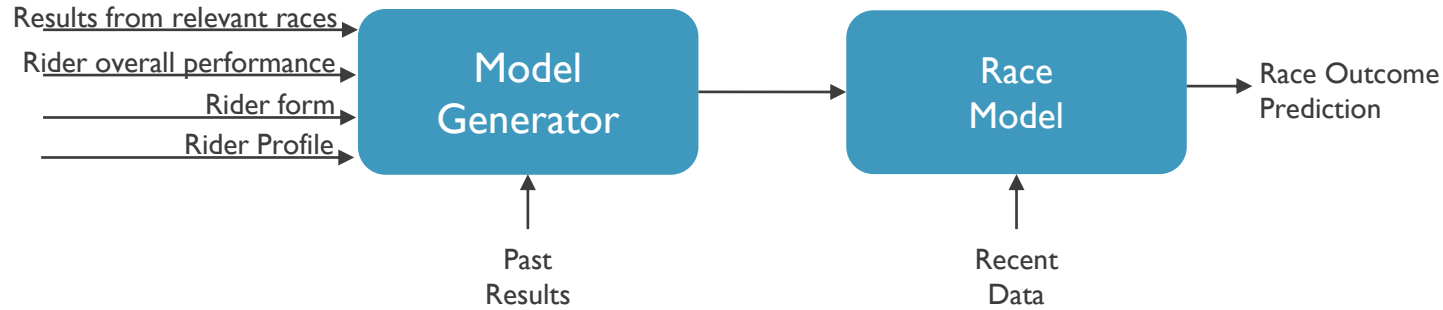 Results from relevant races
Rider overall performance
Rider form
Rider Profile
Model
Generator
Race
Model
Race Outcome
Prediction
Past
Results
Recent
Data